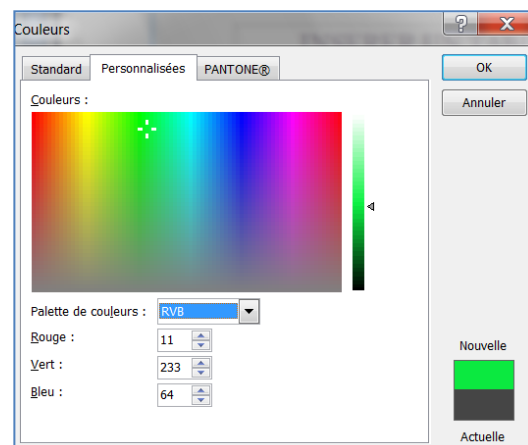 Couleurs
Standard Personnalisées PANTONE®
OK
Annuler
Couleurs :
Palette de couleurs : RVB
Rouge : 11
Vert : 233
Bleu : 64
Nouvelle
Actuelle